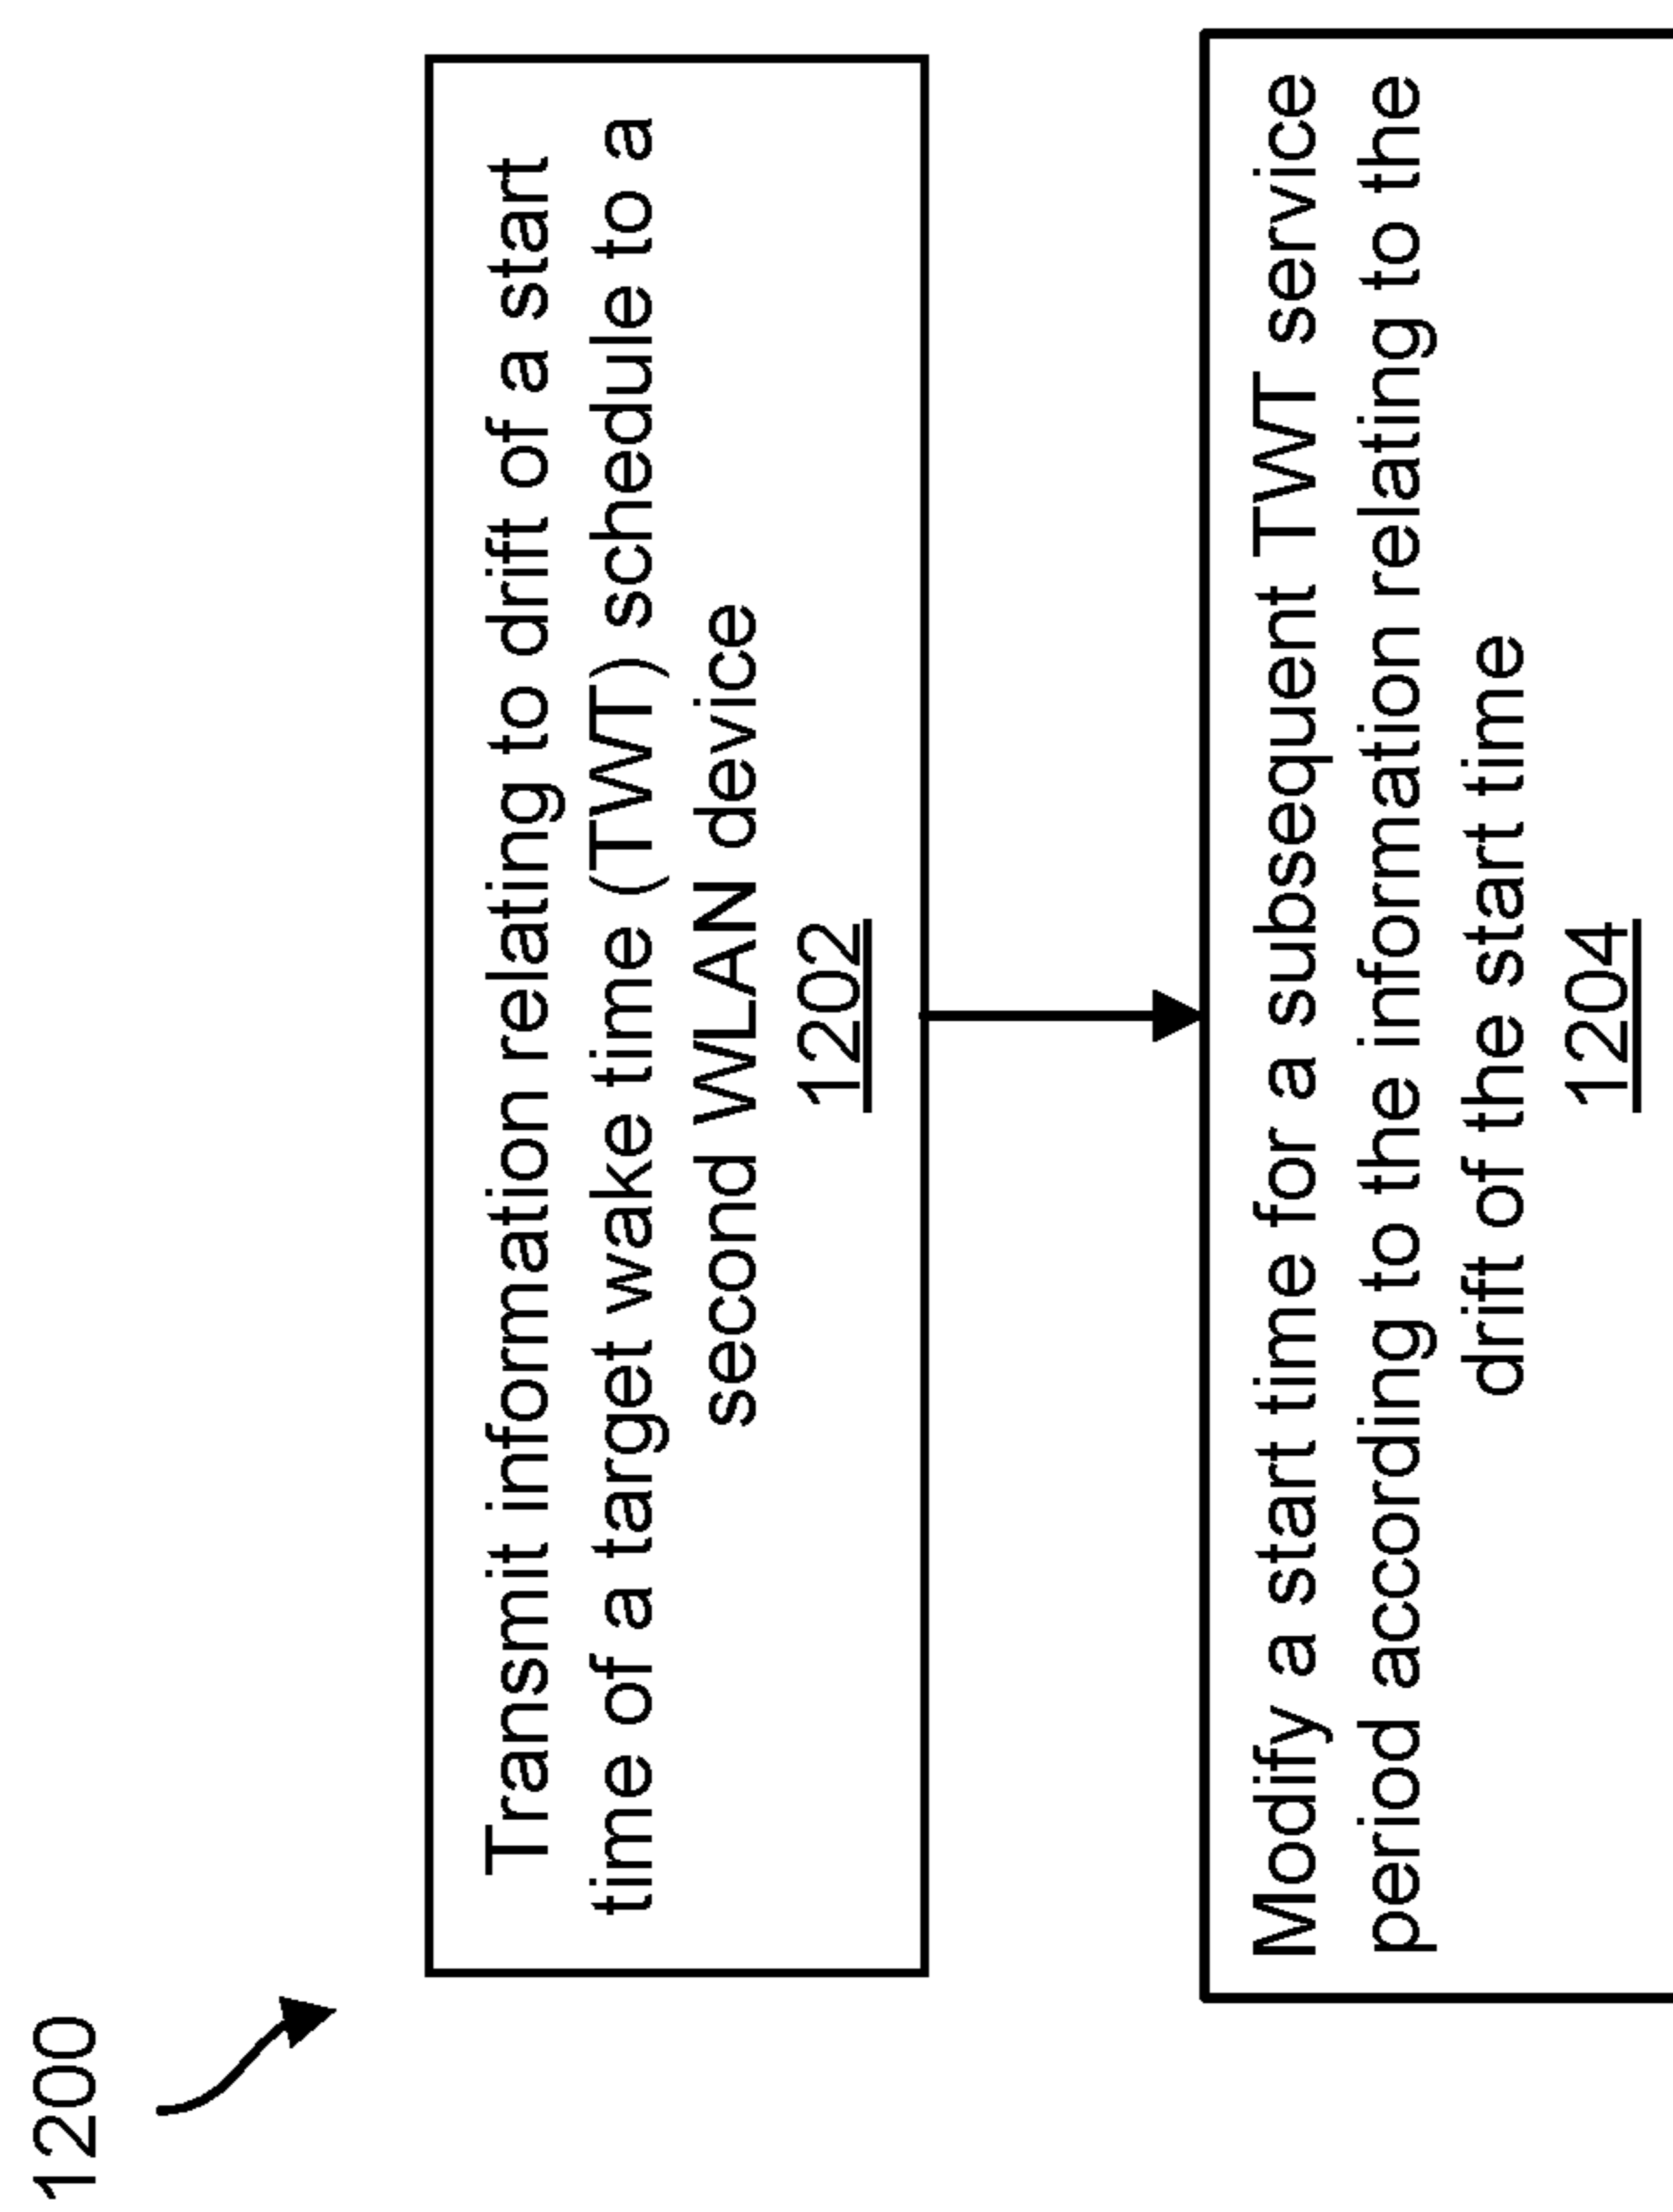 1200
Transmit information relating to drift of a start
time of a target wake time (TWT) schedule to a
second WLAN device
1202
Modify a start time for a subsequent TWT service
period according to the information relating to the
drift of the start time
1204